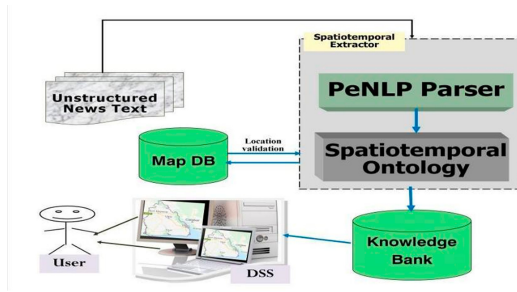 Spatiotemporal
Extractor
PeNLP Parser
Unstructured
News Text
Location
validation
Map DB
Spatiotemporal
Ontology
User
DSS
Knowledge
Bank